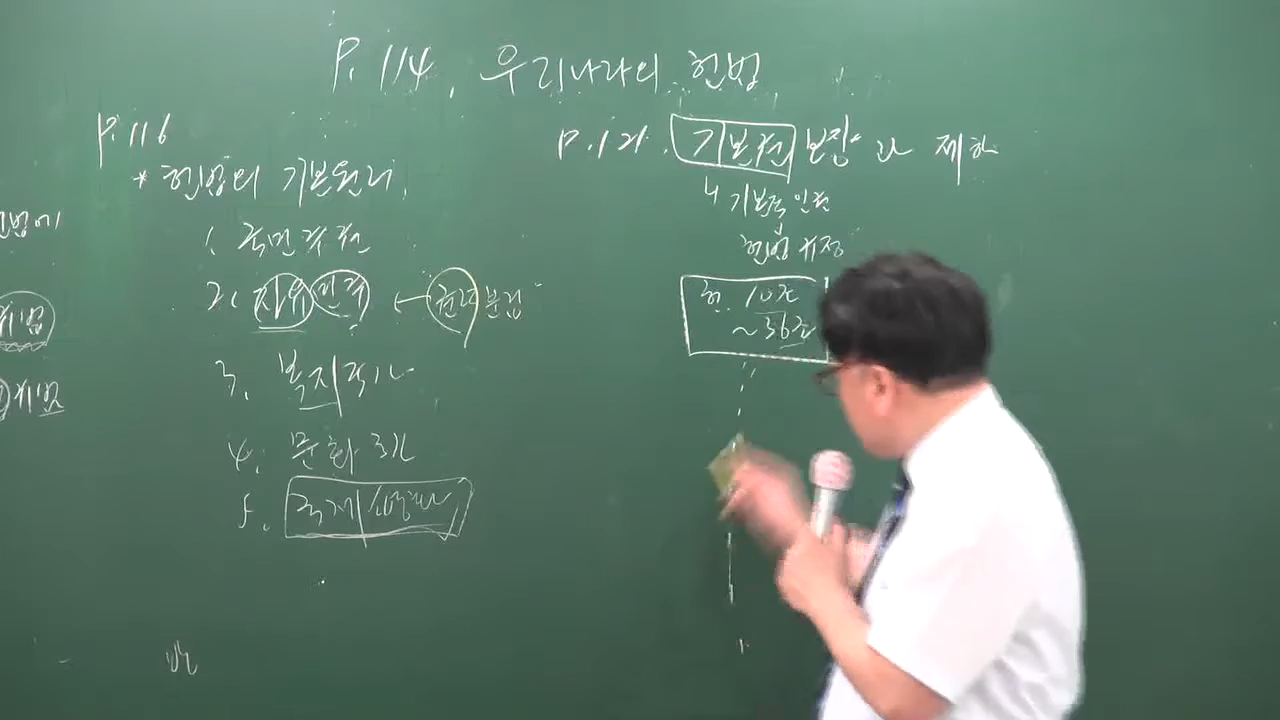 P. 114. 우리나라의 헌법
P. 116
* 헌법의 기본원리.
1. 국민주권
2. 자유민주 ← 권력분립
3. 복지국가
4. 문화국가
5. 국제평화
P. 121. 기본권 보장과 제한
ㄴ 기본적 인권
헌법 규정
헌. 10조
~ 36조